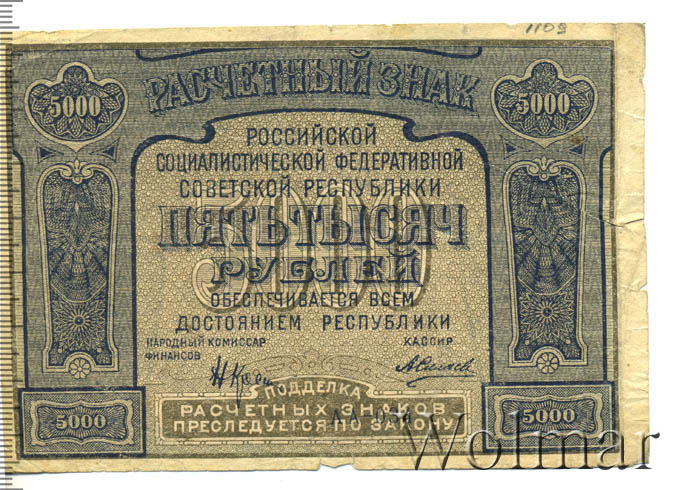 1109
РАСЧЕТНЫЙ ЗНАК
5000 5000
РОССИЙСКОЙ
СОЦИАЛИСТИЧЕСКОЙ ФЕДЕРАТИВНОЙ
СОВЕТСКОЙ РЕСПУБЛИКИ
5000
ПЯТЬ ТЫСЯЧ
РУБЛЕЙ
ОБЕСПЕЧИВАЕТСЯ ВСЕМ
ДОСТОЯНИЕМ РЕСПУБЛИКИ
НАРОДНЫЙ КОМИССАР
ФИНАНСОВ
КАССИР
ПОДДЕЛКА
РАСЧЕТНЫХ ЗНАКОВ
ПРЕСЛЕДУЕТСЯ ПО ЗАКОНУ
5000 5000
Wolmar